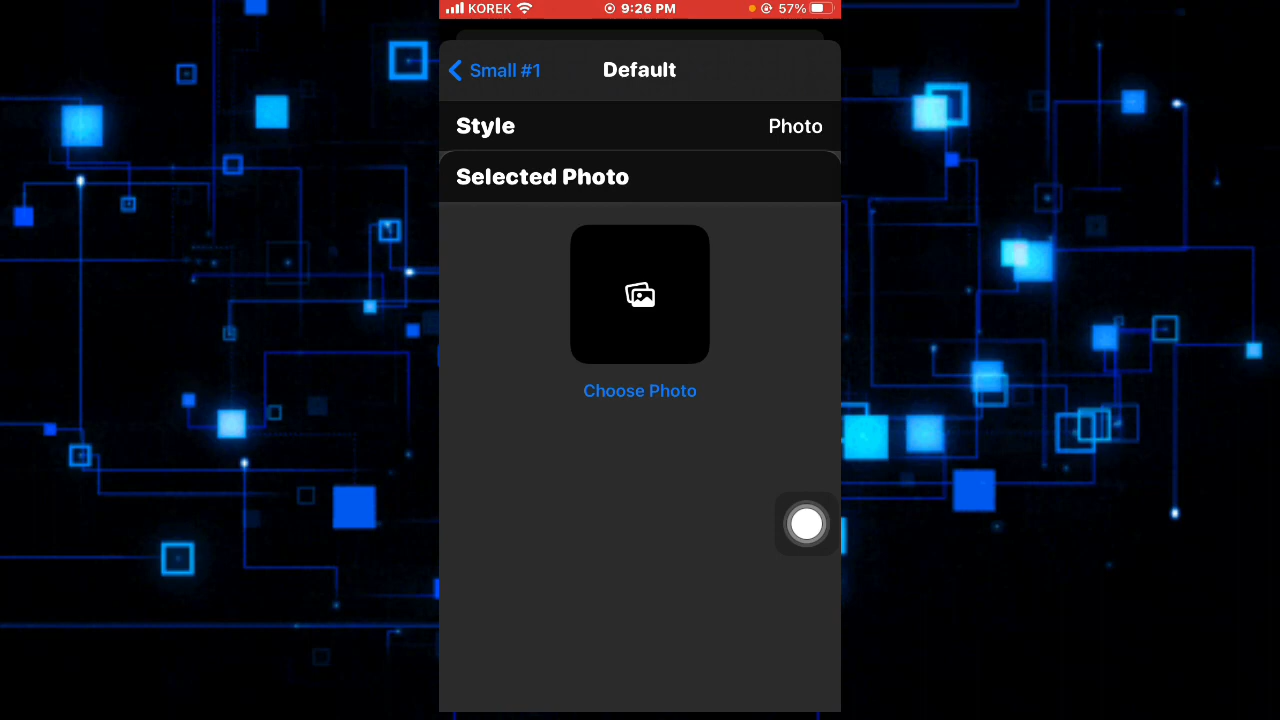 KOREK 9:26 PM 57%
Small #1 Default
Style Photo
Selected Photo
Choose Photo